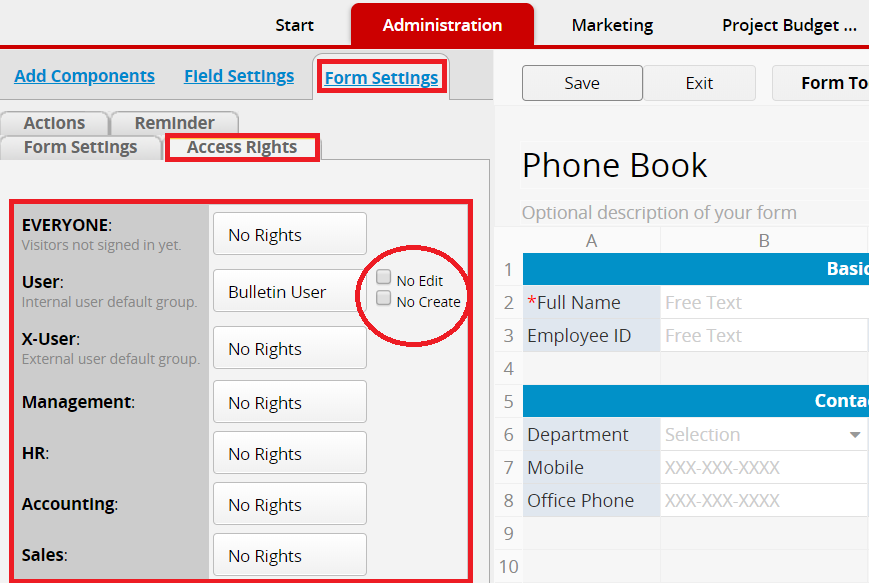 Start Administration Marketing Project Budget ...
Add Components Field Settings Form Settings
Save Exit Form To
Actions Reminder
Form Settings Access Rights
Phone Book
Optional description of your form
EVERYONE: No Rights
Visitors not signed in yet.
User: Bulletin User
Internal user default group.
No Edit
No Create
X-User: No Rights
External user default group.
Management: No Rights
HR: No Rights
Accounting: No Rights
Sales: No Rights
A B
1 Basic
2 *Full Name Free Text
3 Employee ID Free Text
4
5 Conta
6 Department Selection
7 Mobile XXX-XXX-XXXX
8 Office Phone XXX-XXX-XXXX
9
10